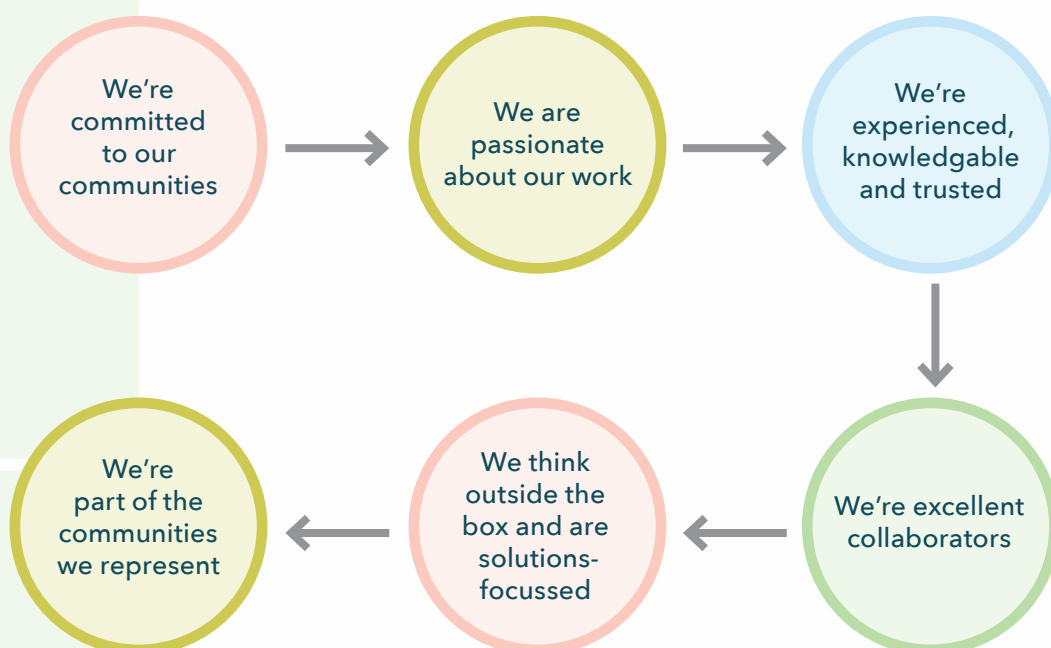 We're
committed
to our
communities
We are
passionate
about our work
We're
experienced,
knowledgable
and trusted
We're excellent
collaborators
We think
outside the
box and are
solutions-
focussed
We're
part of the
communities
we represent